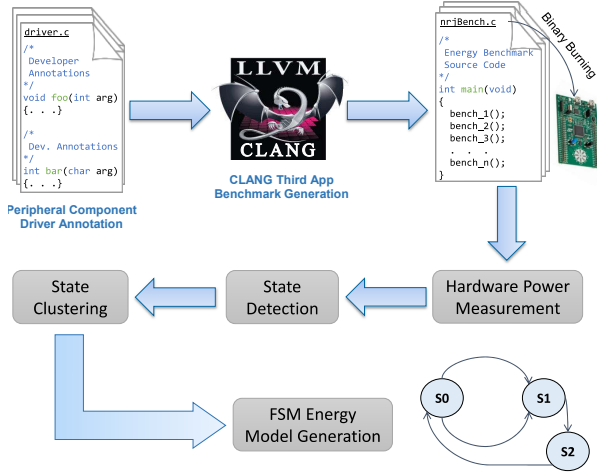 driver.c
/*
Developer
Annotations
*/
void foo(int arg)
{. . .}
/*
Dev. Annotations
*/
int bar(char arg)
{. . .}
Peripheral Component
Driver Annotation
LLVM
CLANG
CLANG Third App
Benchmark Generation
nrjBench.c
/*
Energy Benchmark
Source Code
*/
int main(void)
{
bench_1();
bench_2();
bench_3();
. . .
bench_n();
}
Binary Burning
Hardware Power
Measurement
State
Detection
State
Clustering
FSM Energy
Model Generation
S0
S1
S2